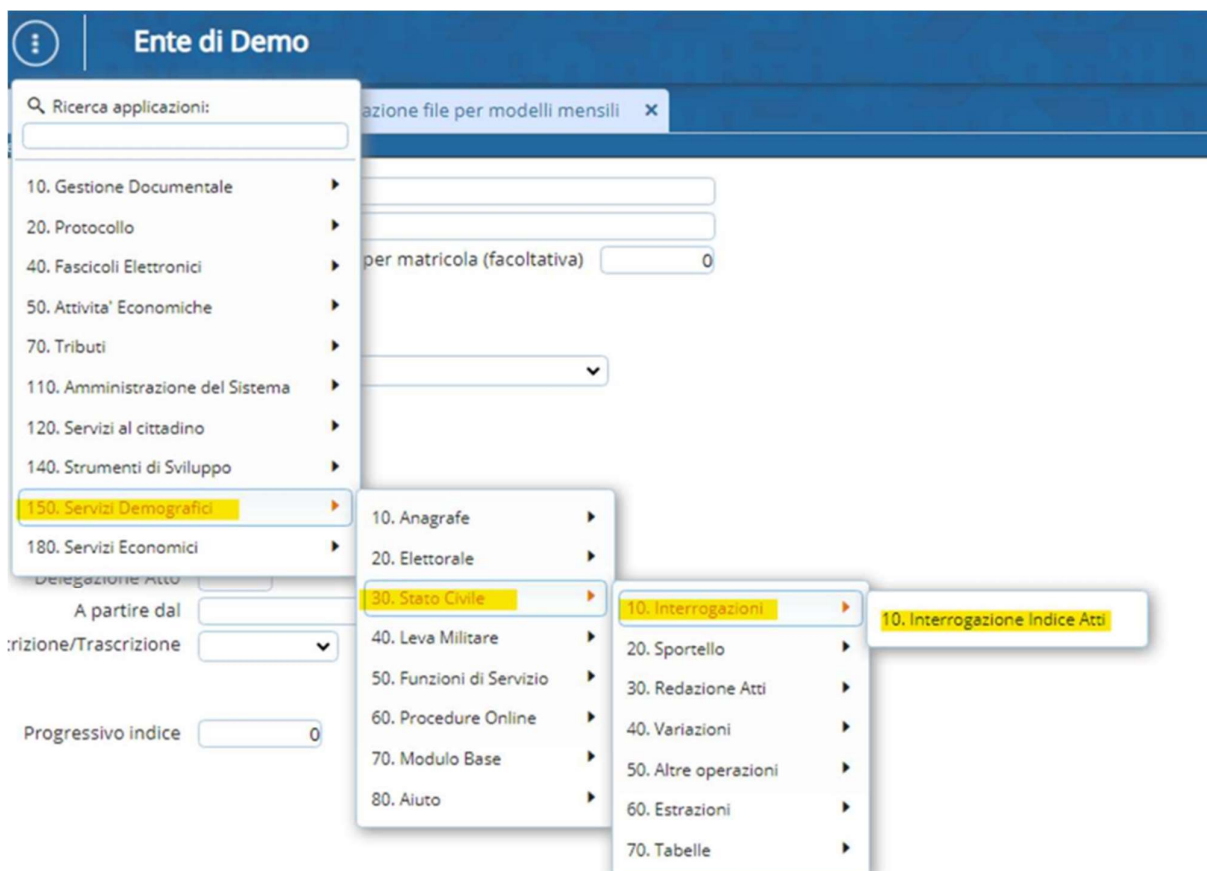 Ente di Demo
Ricerca applicazioni:
azione file per modelli mensili x
10. Gestione Documentale
20. Protocollo
40. Fascicoli Elettronici
50. Attivita' Economiche
70. Tributi
110. Amministrazione del Sistema
120. Servizi al cittadino
140. Strumenti di Sviluppo
150. Servizi Demografici
180. Servizi Economici
per matricola (facoltativa) 0
Delegazione Atto
A partire dal
rizione/Trascrizione
Progressivo indice 0
10. Anagrafe
20. Elettorale
30. Stato Civile
40. Leva Militare
50. Funzioni di Servizio
60. Procedure Online
70. Modulo Base
80. Aiuto
10. Interrogazioni
20. Sportello
30. Redazione Atti
40. Variazioni
50. Altre operazioni
60. Estrazioni
70. Tabelle
10. Interrogazione Indice Atti